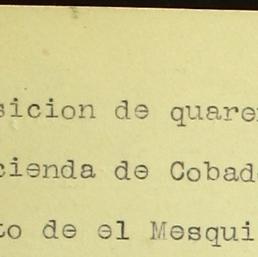 sicion de quare
cienda de Cobad
to de el Mesqui